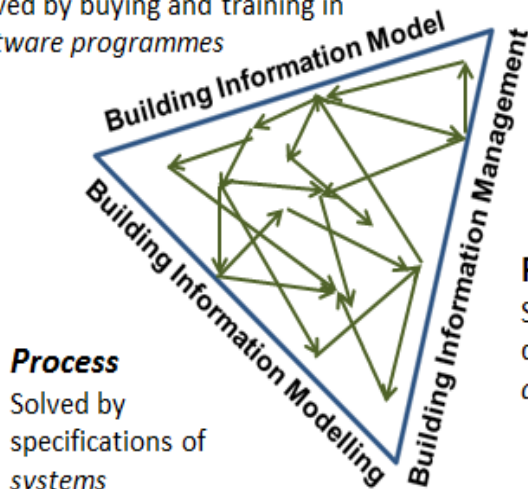 ved by buying and training in
tware programmes
Building Information Model
Building Information Management
Building Information Modelling
Process
Solved by
specifications of
systems